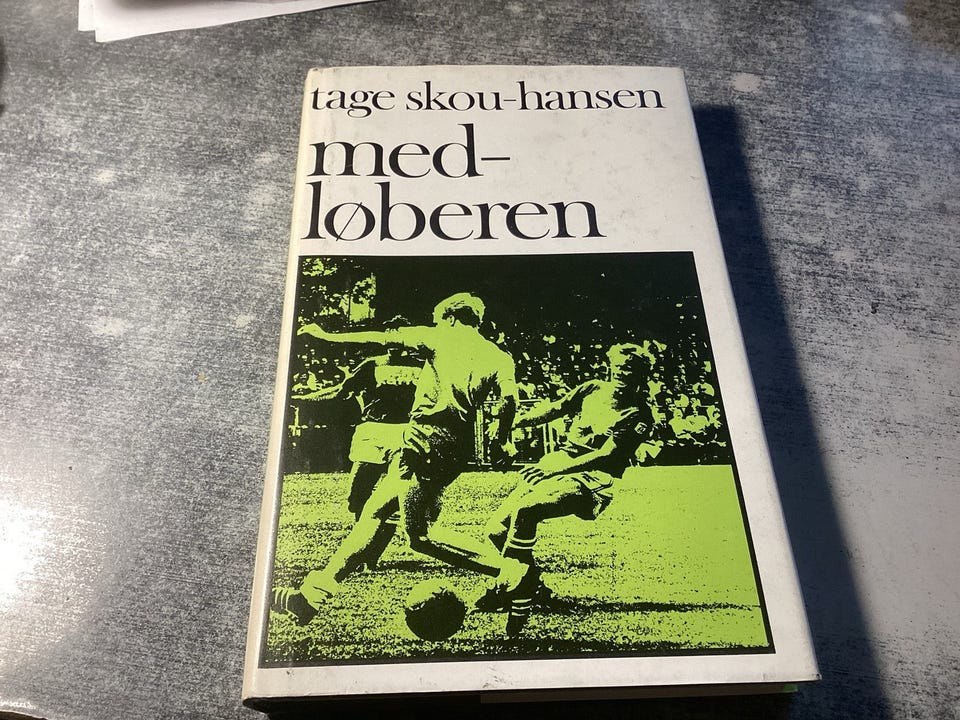 tage skou-hansen
med-
løberen